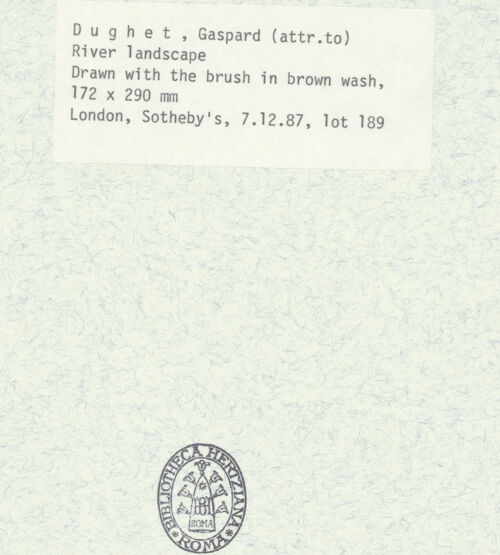 D u g h e t , Gaspard (attr.to)
River landscape
Drawn with the brush in brown wash,
172 x 290 mm
London, Sotheby's, 7.12.87, lot 189
BIBLIOTHECA HERTZIANA
ROMA
* ROMA *